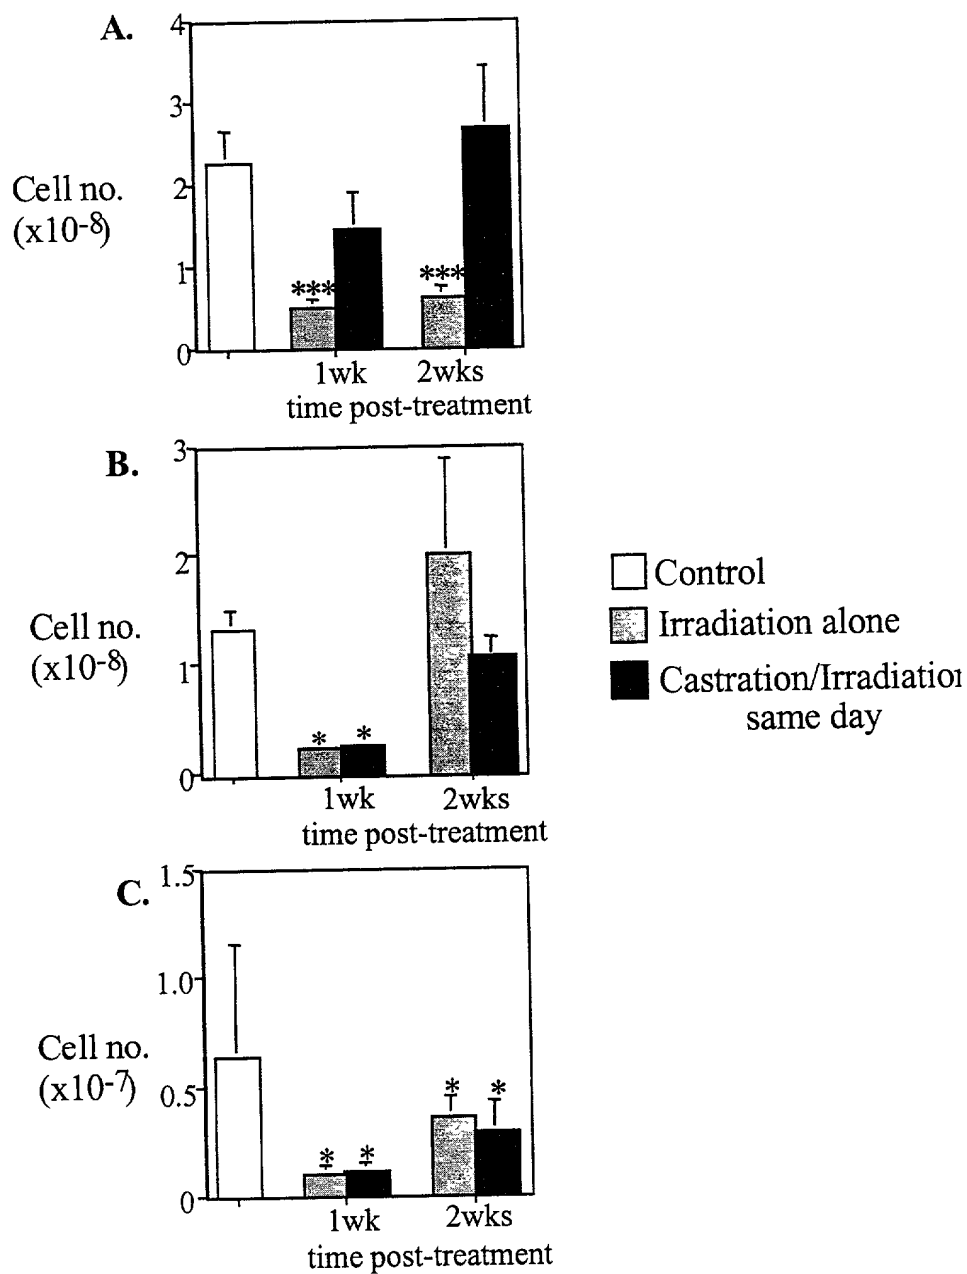 A.
4
3
2
1
0
Cell no.
(x10-8)
***
***
1wk 2wks
time post-treatment
B.
3
2
1
0
Cell no.
(x10-8)
* *
1wk 2wks
time post-treatment
Control
Irradiation alone
Castration/Irradiation
same day
C.
1.5
1.0
0.5
0
Cell no.
(x10-7)
* *
* *
1wk 2wks
time post-treatment